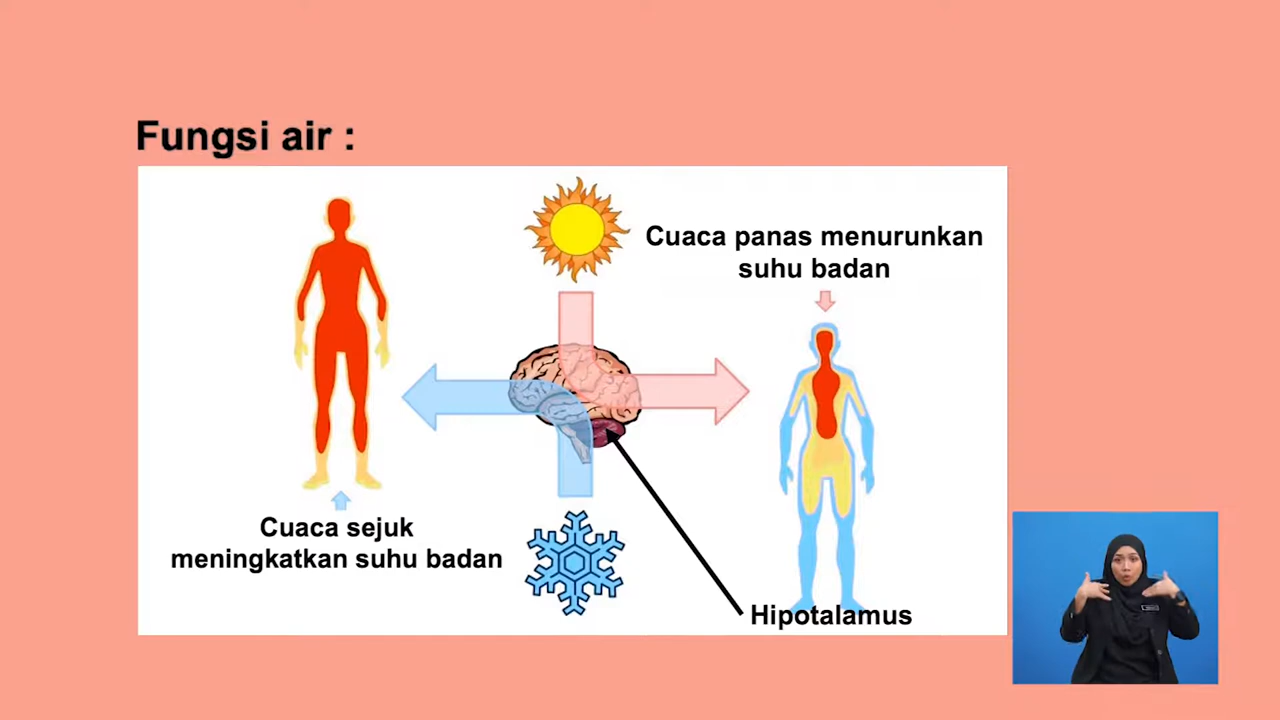 Fungsi air :
Cuaca panas menurunkan
suhu badan
Cuaca sejuk
meningkatkan suhu badan
Hipotalamus